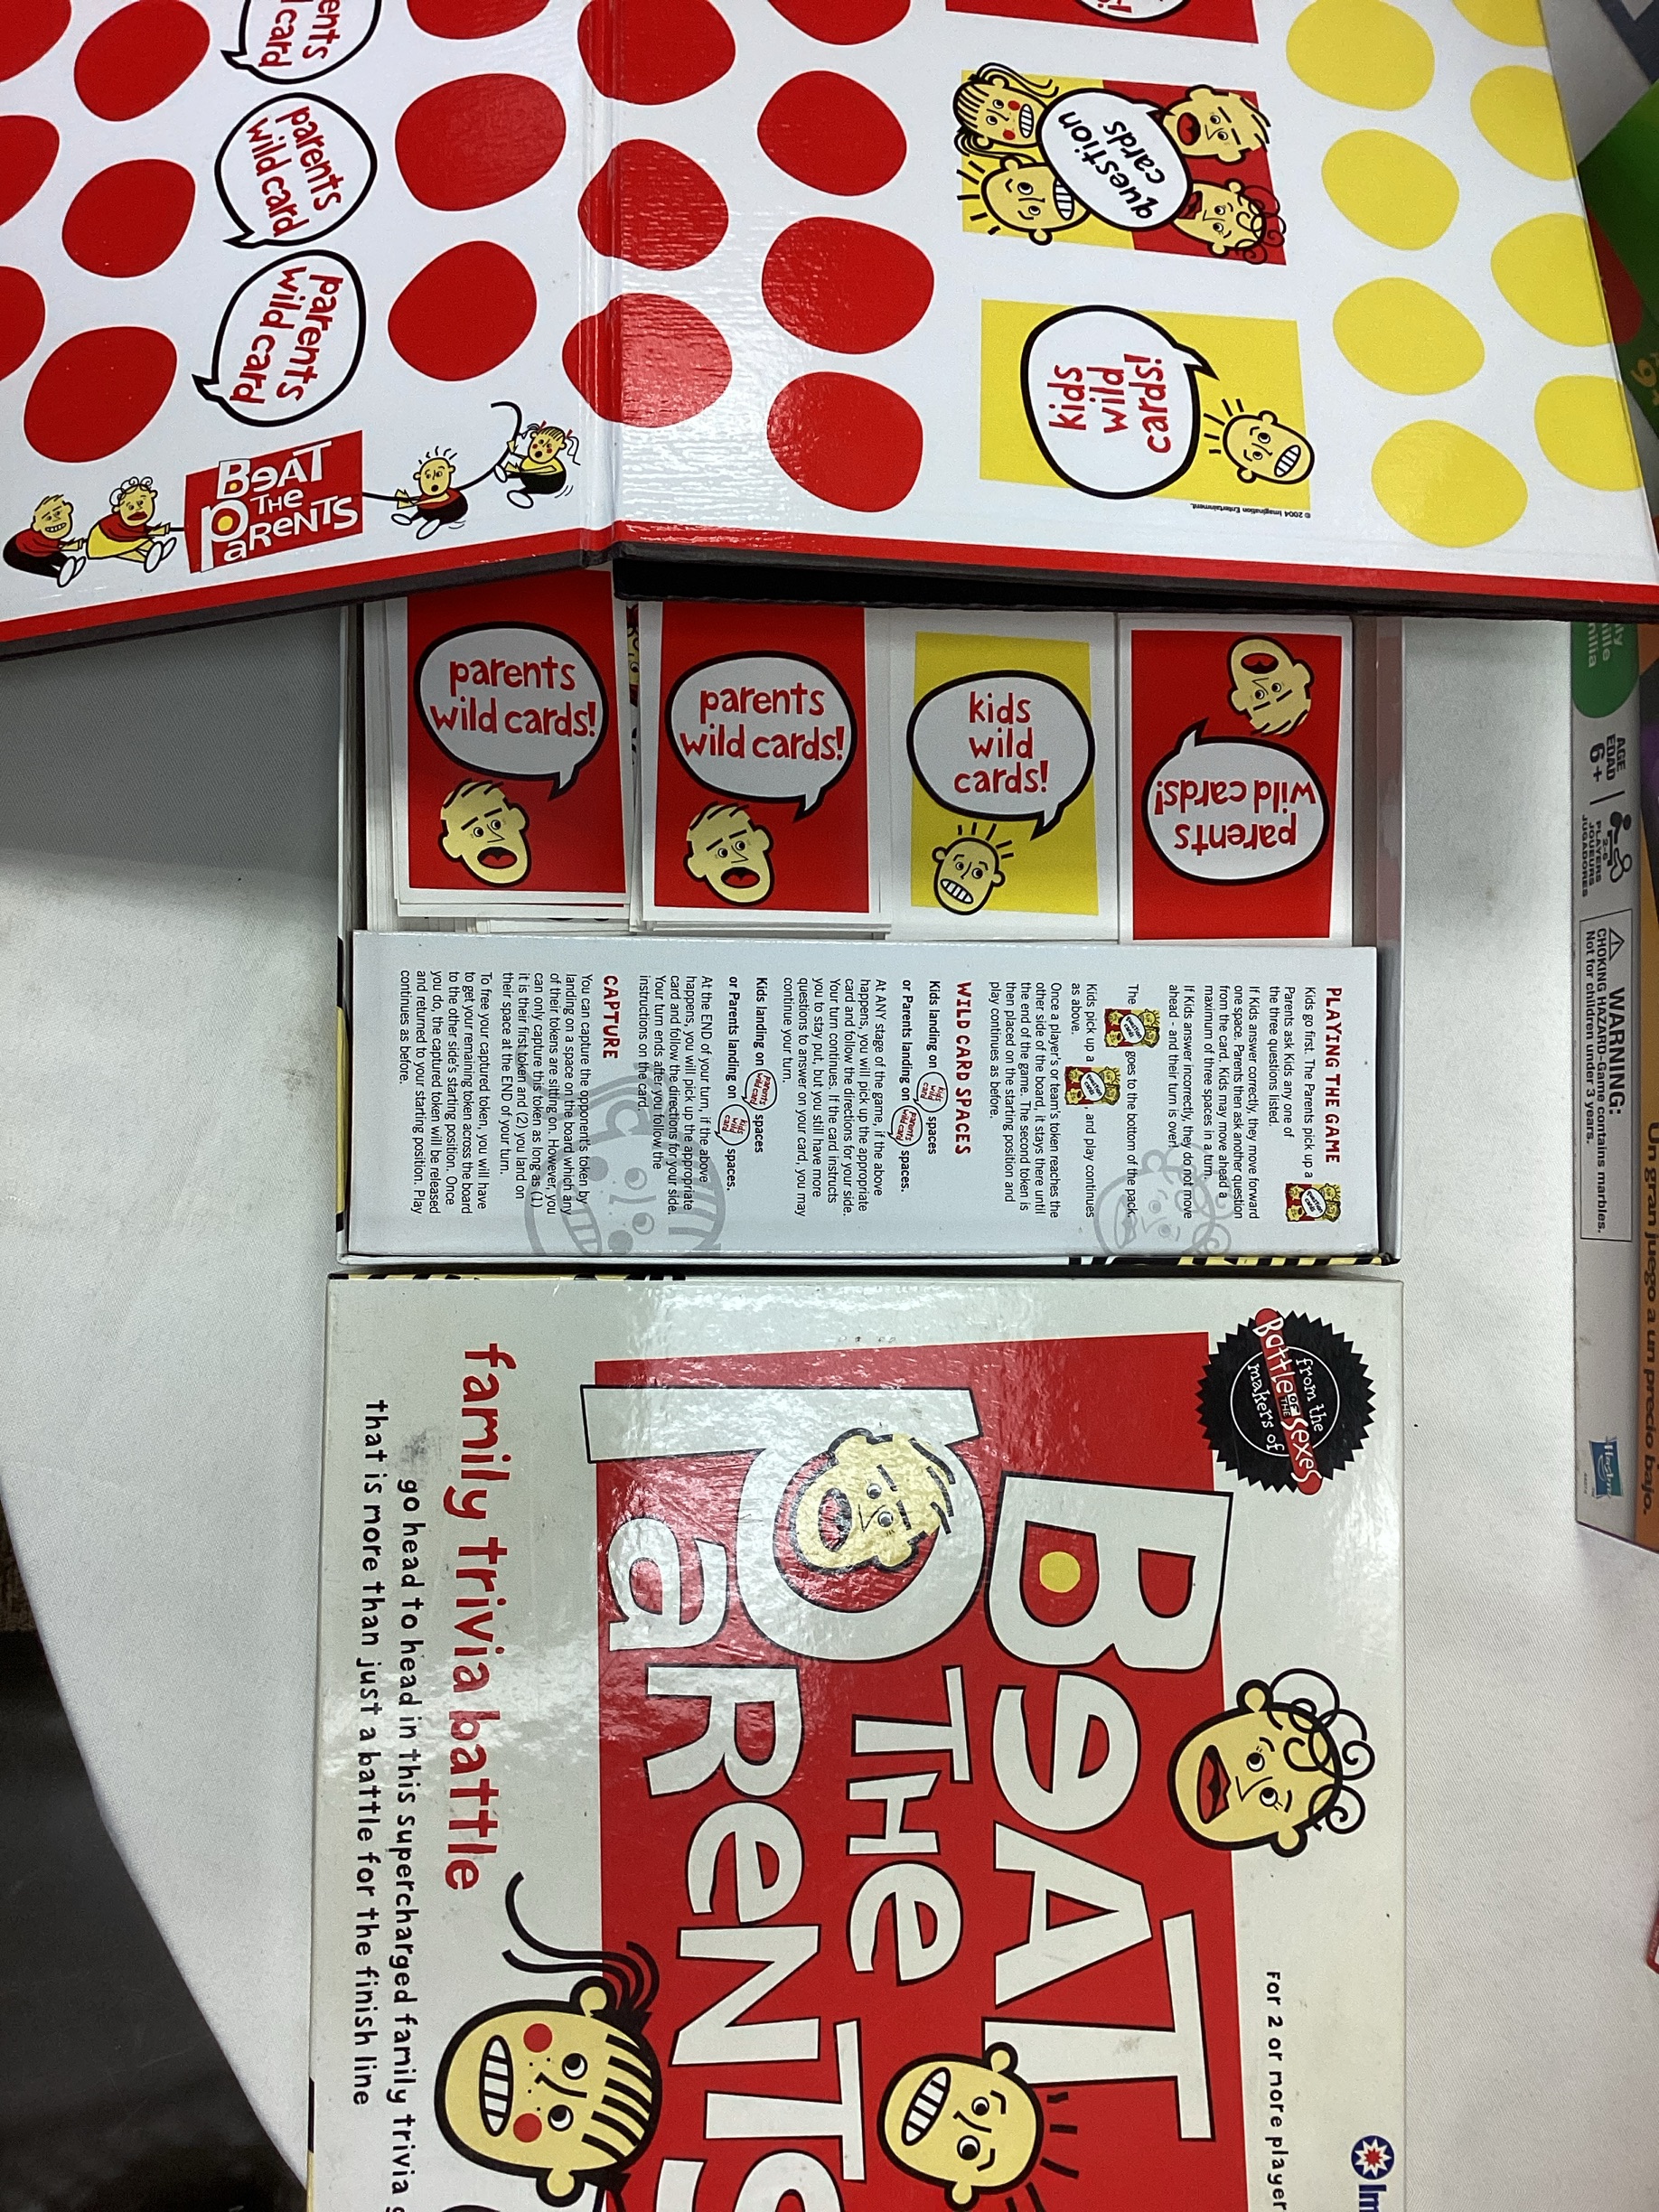 parents
wild card
parents
wild card
parents
wild card
BeAT
THe
PaReNTS
question
cards
kids
wild
cards!
© 2004 Imagination Entertainment.
parents
wild cards!
parents
wild cards!
kids
wild
cards!
parents
wild cards!
PLAYING THE GAME
Kids go first. The Parents pick up a
Parents ask Kids any one of
the three questions listed.
If Kids answer correctly, they move forward
one space. Parents then ask another question
from the card. Kids may move ahead a
maximum of three spaces in a turn.
If Kids answer incorrectly, they do not move
ahead - and their turn is over.
The goes to the bottom of the pack.
Kids pick up a , and play continues
as above.
Once a player's or team's token reaches the
other side of the board, it stays there until
the end of the game. The second token is
then placed on the starting position and
play continues as before.
WILD CARD SPACES
Kids landing on kids wild card spaces
or Parents landing on parents wild card spaces.
At ANY stage of the game, if the above
happens, you will pick up the appropriate
card and follow the directions for your side.
Your turn continues. If the card instructs
you to stay put, but you still have more
questions to answer on your card, you may
continue your turn.
Kids landing on parents wild card spaces
or Parents landing on kids wild card spaces.
At the END of your turn, if the above
happens, you will pick up the appropriate
card and follow the directions for your side.
Your turn ends after you follow the
instructions on the card.
CAPTURE
You can capture the opponent's token by
landing on a space on the board which any
of their tokens are sitting on. However, you
can only capture this token as long as (1)
it is their first token and (2) you land on
their space at the END of your turn.
To free your captured token, you will have
to get your remaining token across the board
to the other side's starting position. Once
you do, the captured token will be released
and returned to your starting position. Play
continues as before.
from the
makers of
Battle OF THE Sexes
For 2 or more player
Im
BeAT
THe
PaReNTS
family trivia battle
go head to head in this supercharged family trivia
that is more than just a battle for the finish line
AGE
EDAD
6+
2-6
PLAYERS
JOUEURS
JUGADORES
WARNING:
CHOKING HAZARD-Game contains marbles.
Not for children under 3 years.
Hasbro
Un gran juego a un precio bajo.